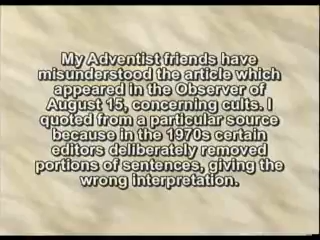 My Adventist friends have
misunderstood the article which
appeared in the Observer of
August 15, concerning cults. I
quoted from a particular source
because in the 1970s certain
editors deliberately removed
portions of sentences, giving the
wrong interpretation.